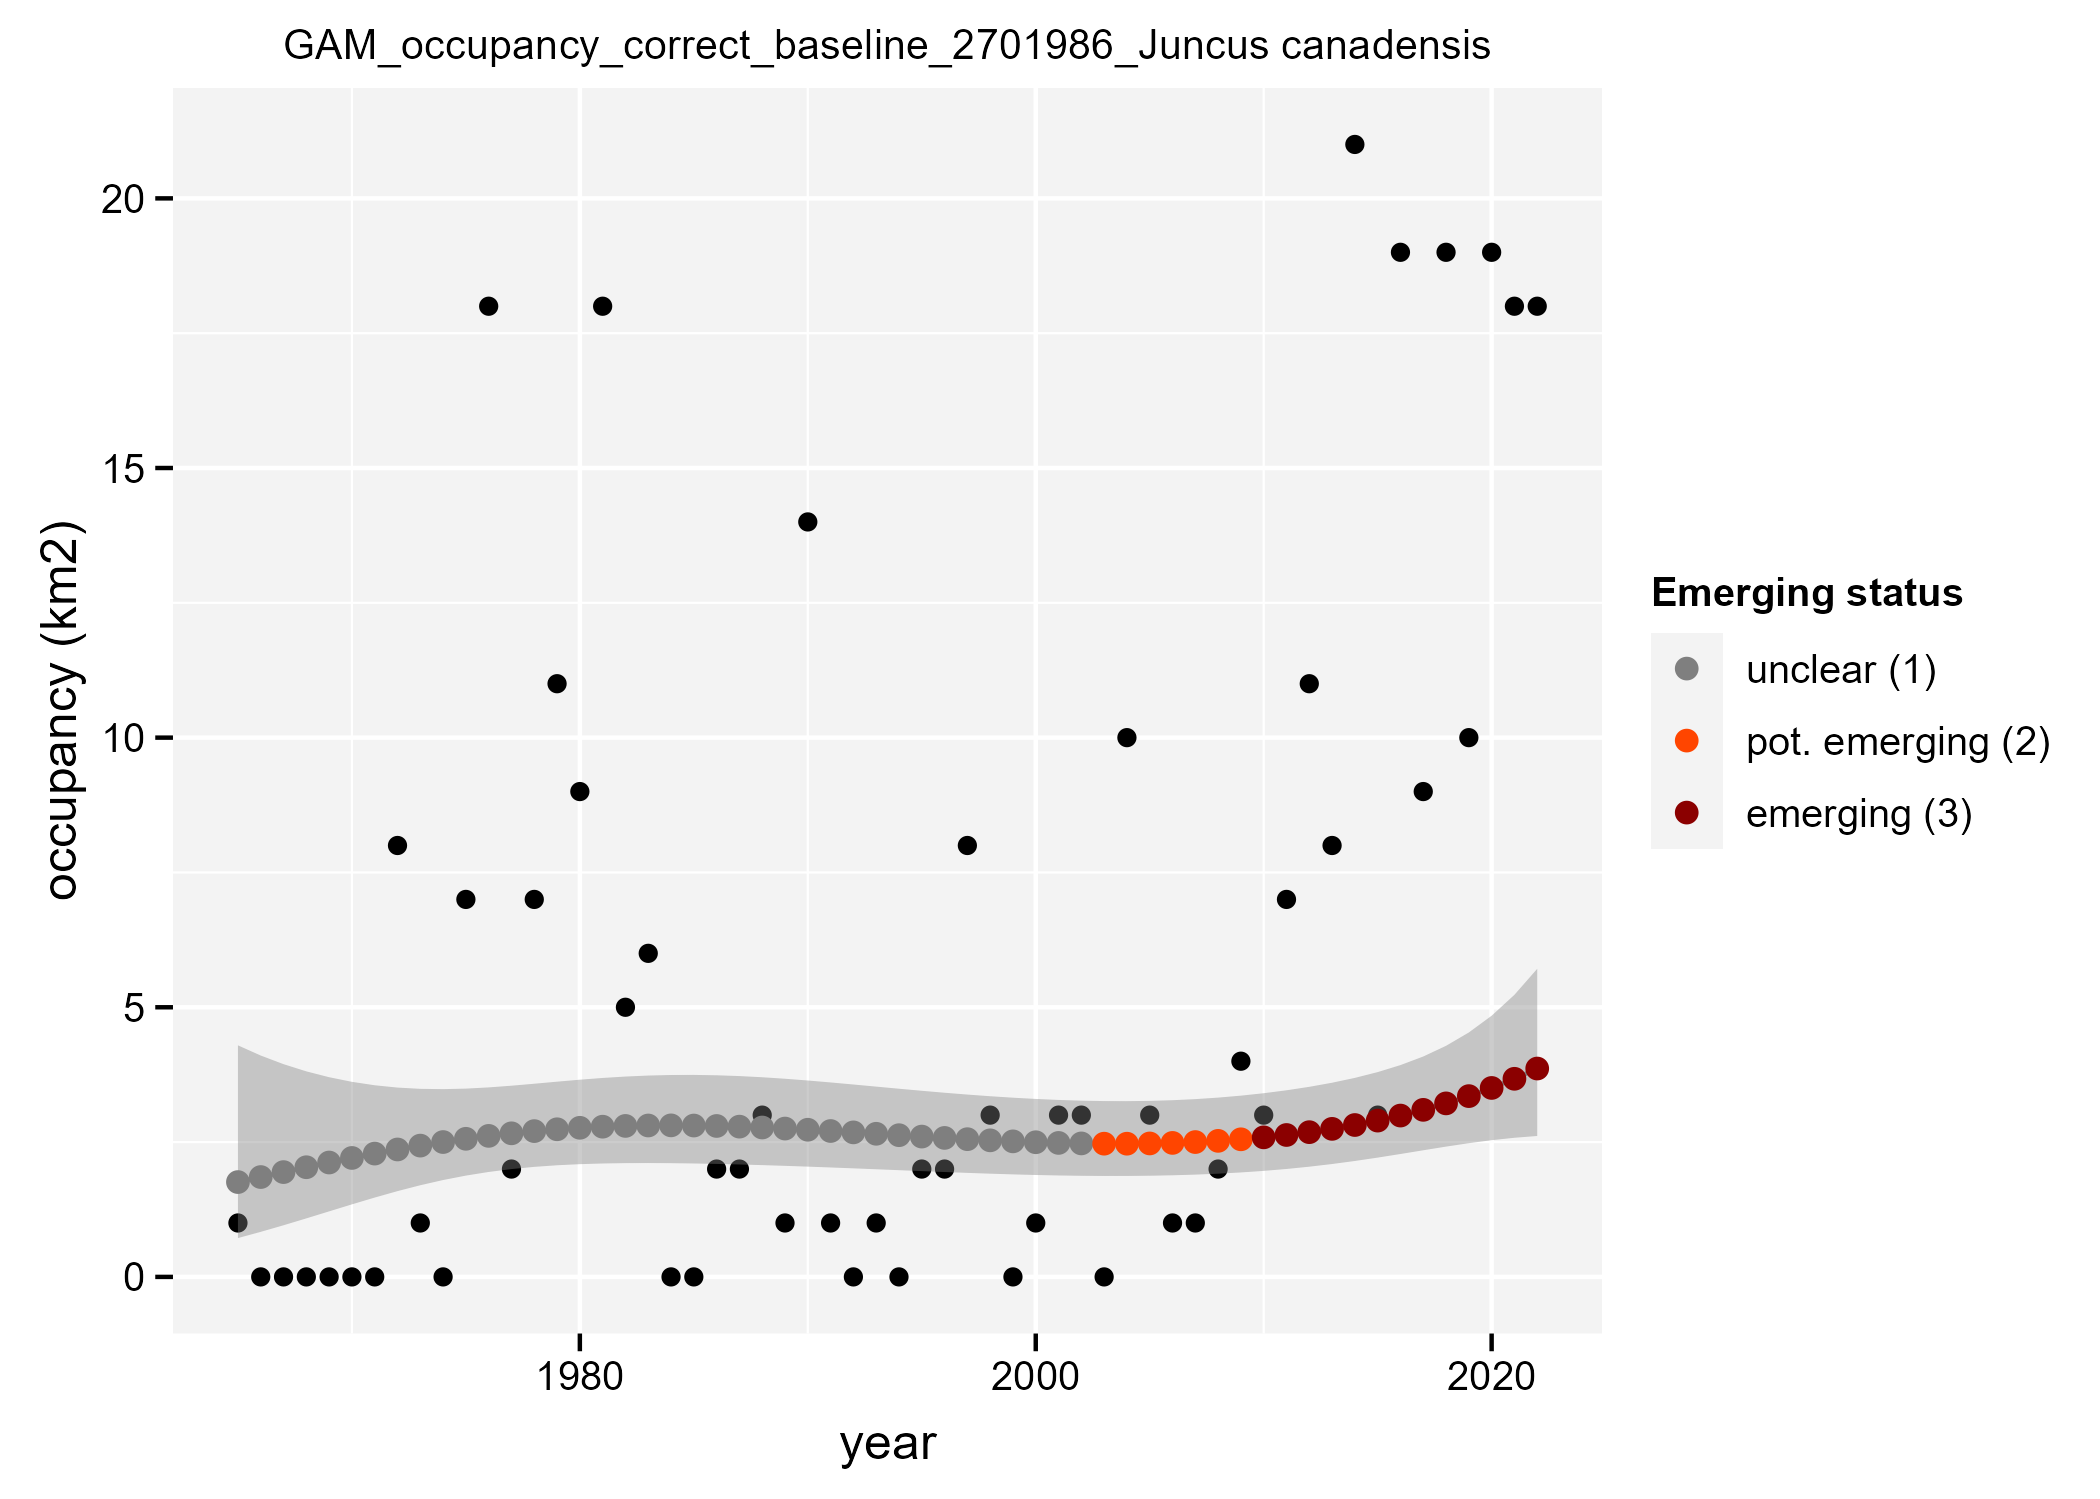 GAM_occupancy_correct_baseline_2701986_Juncus canadensis
20
15
10
5
0
occupancy (km2)
1980
2000
2020
year
Emerging status
unclear (1)
pot. emerging (2)
emerging (3)